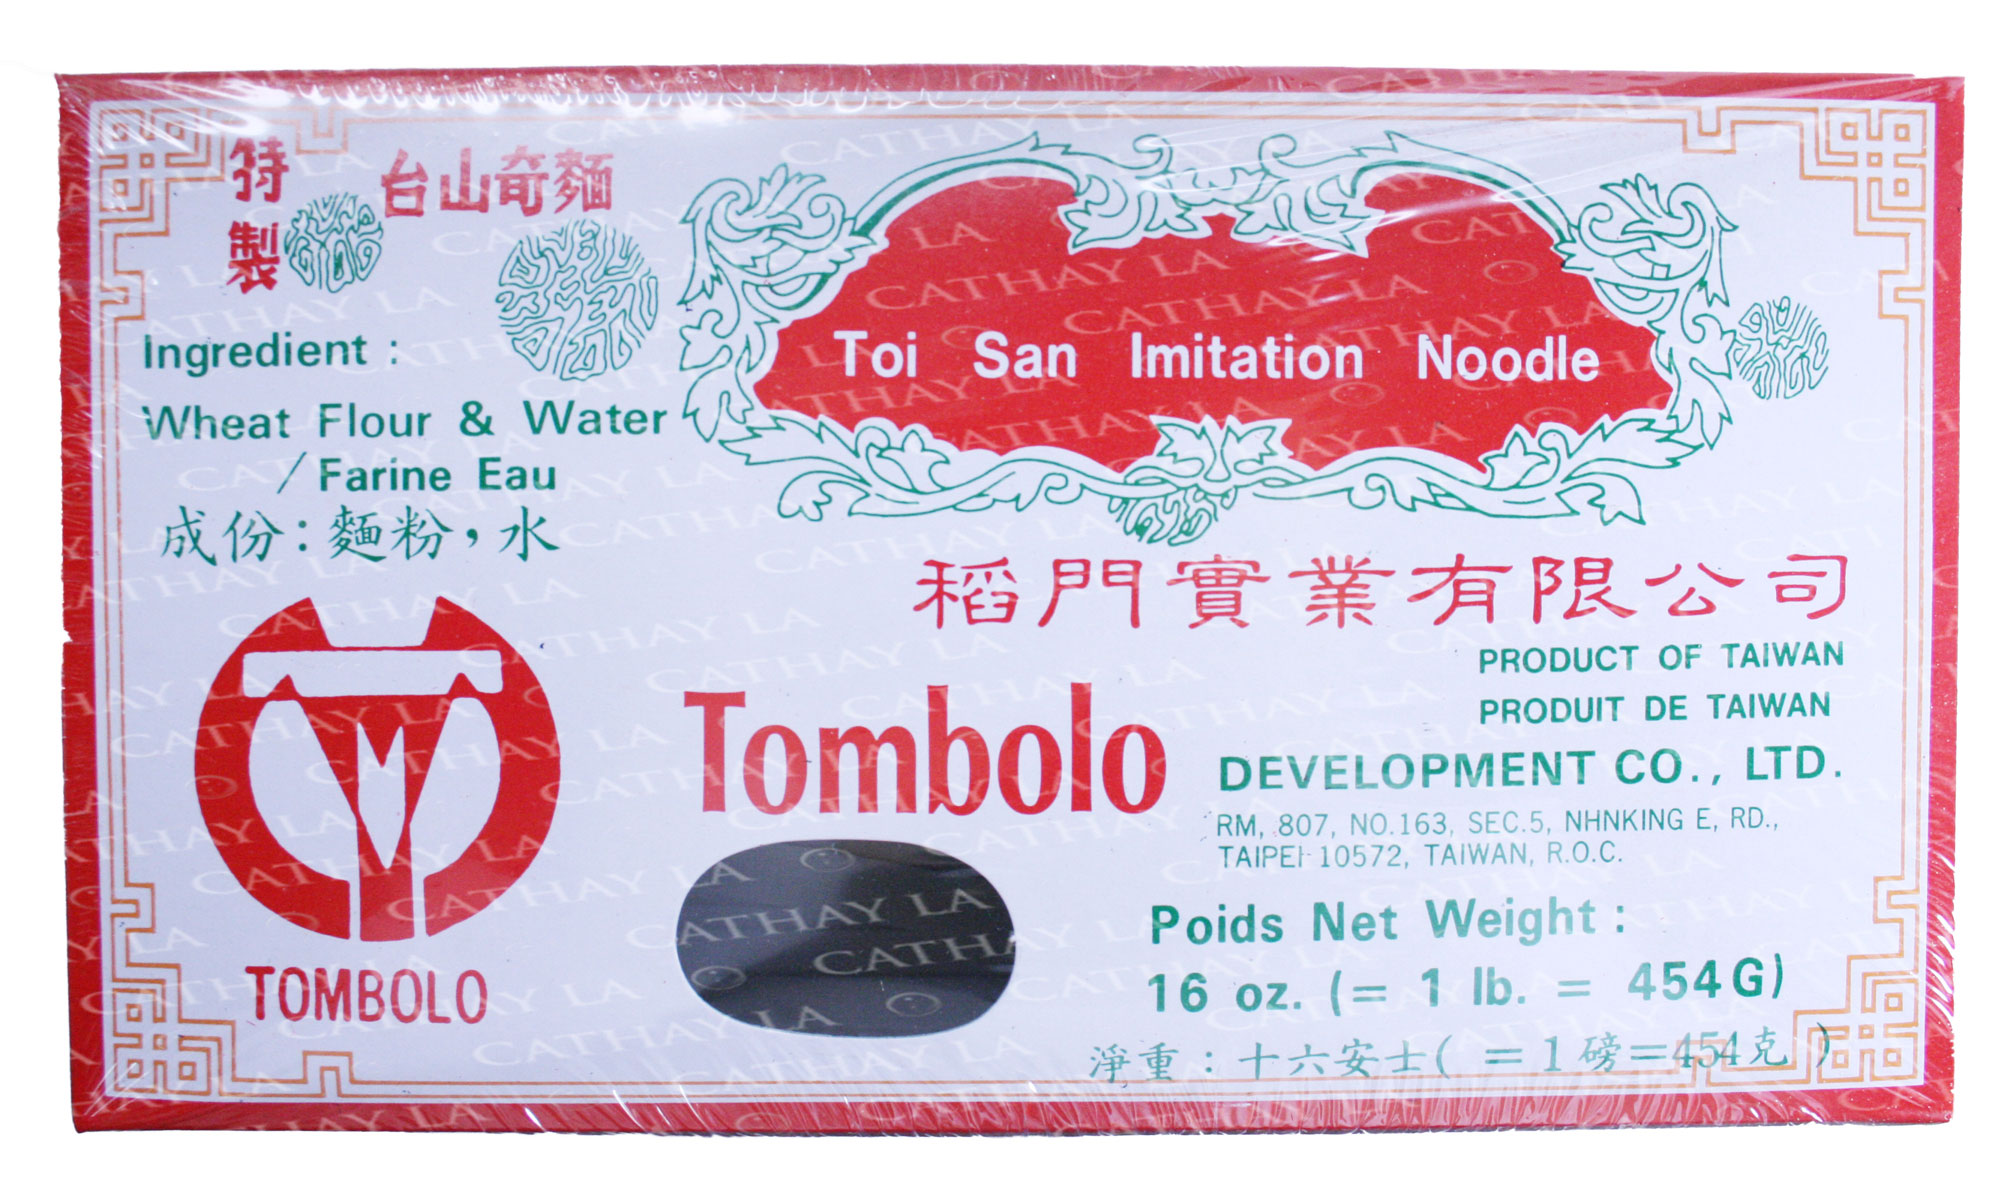 特製
台山奇麵
Ingredient :
Wheat Flour & Water
/ Farine Eau
成份：麵粉，水
Toi San Imitation Noodle
稻門實業有限公司
PRODUCT OF TAIWAN
PRODUIT DE TAIWAN
Tombolo
DEVELOPMENT CO., LTD.
RM, 807, NO.163, SEC.5, NHNKING E, RD.,
TAIPEI 10572, TAIWAN, R.O.C.
TOMBOLO
Poids Net Weight :
16 oz. (= 1 lb. = 454G)
淨重：十六安士( =1磅=454克 )
CATHAY LA